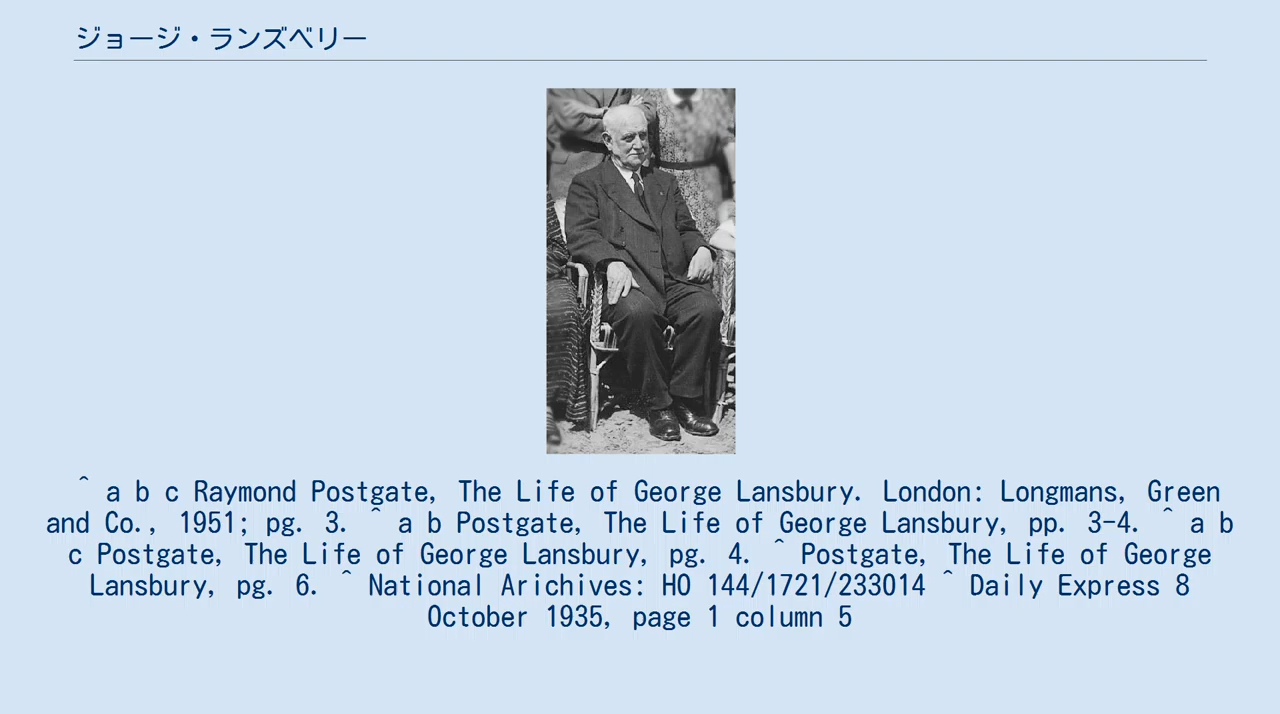 ジョージ・ランズベリー
^ a b c Raymond Postgate, The Life of George Lansbury. London: Longmans, Green
and Co., 1951; pg. 3. ^ a b Postgate, The Life of George Lansbury, pp. 3-4. ^ a b
c Postgate, The Life of George Lansbury, pg. 4. ^ Postgate, The Life of George
Lansbury, pg. 6. ^ National Arichives: HO 144/1721/233014 ^ Daily Express 8
October 1935, page 1 column 5